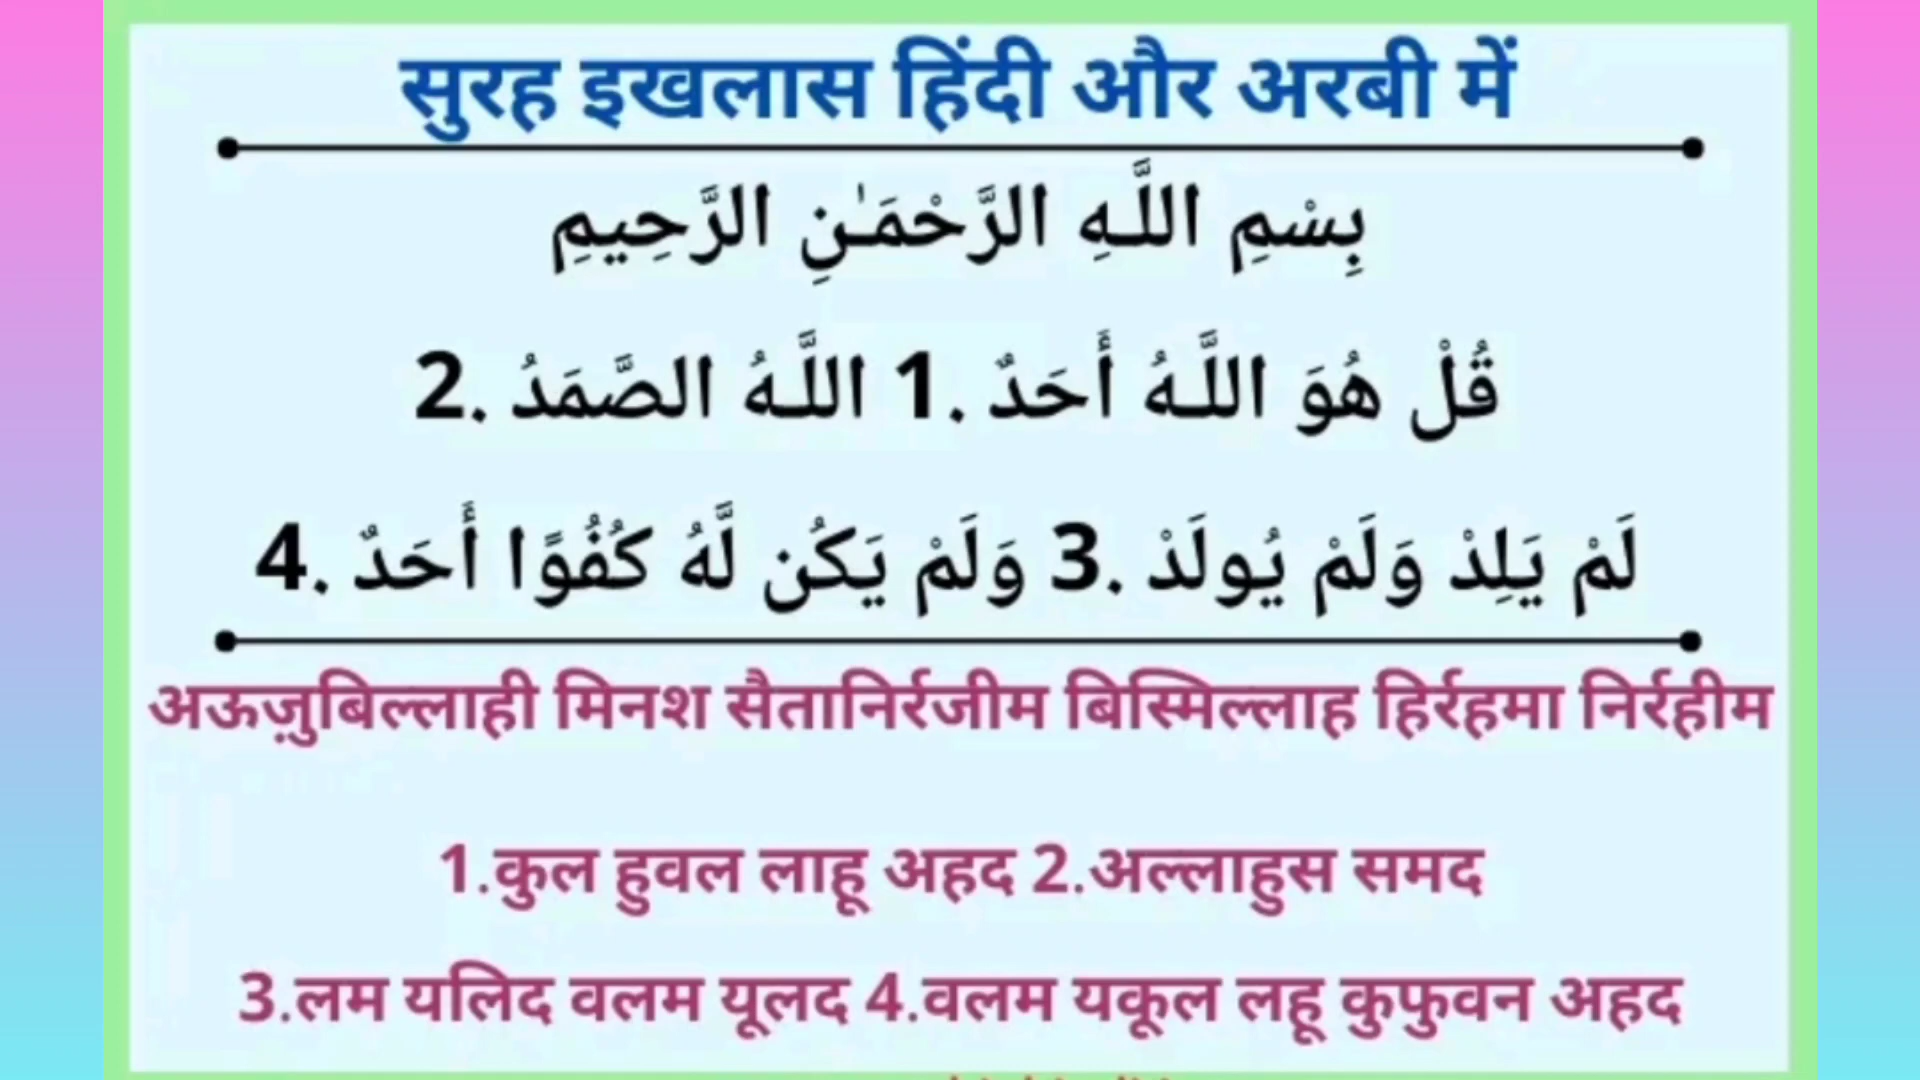 सुरह इखलास हिंदी और अरबी में
بِسْمِ اللَّـهِ الرَّحْمَـٰنِ الرَّحِيمِ
قُلْ هُوَ اللَّـهُ أَحَدٌ .1 اللَّـهُ الصَّمَدُ .2
لَمْ يَلِدْ وَلَمْ يُولَدْ .3 وَلَمْ يَكُن لَّهُ كُفُوًا أَحَدٌ .4
अऊज़ुबिल्लाही मिनश सैतानिर्रजीम बिस्मिल्लाह हिर्रहमा निर्रहीम
1.कुल हुवल लाहू अहद 2.अल्लाहुस समद
3.लम यलिद वलम यूलद 4.वलम यकूल लहू कुफुवन अहद